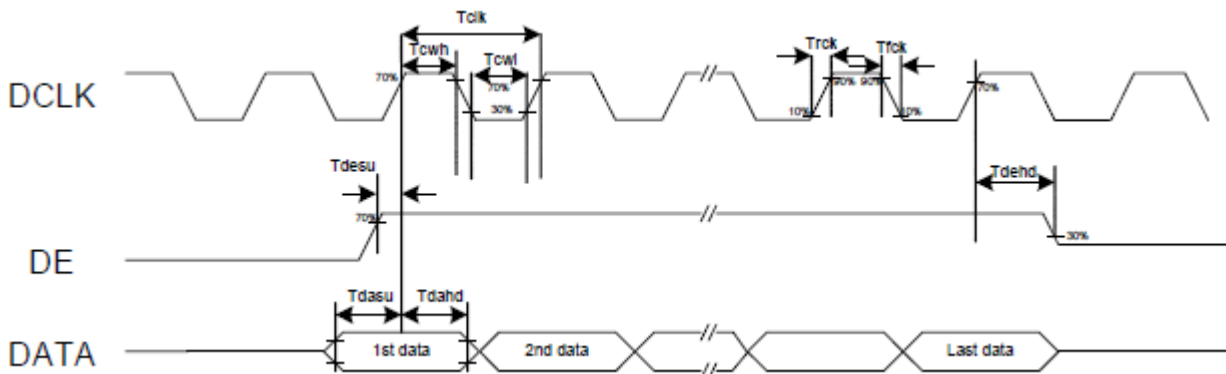 Tclk
Tcwh
Tcwl
Trck
Tfck
DCLK
70%
70%
30%
90%
90%
10%
10%
70%
Tdesu
Tdehd
70%
30%
DE
Tdasu
Tdahd
DATA
1st data
2nd data
Last data